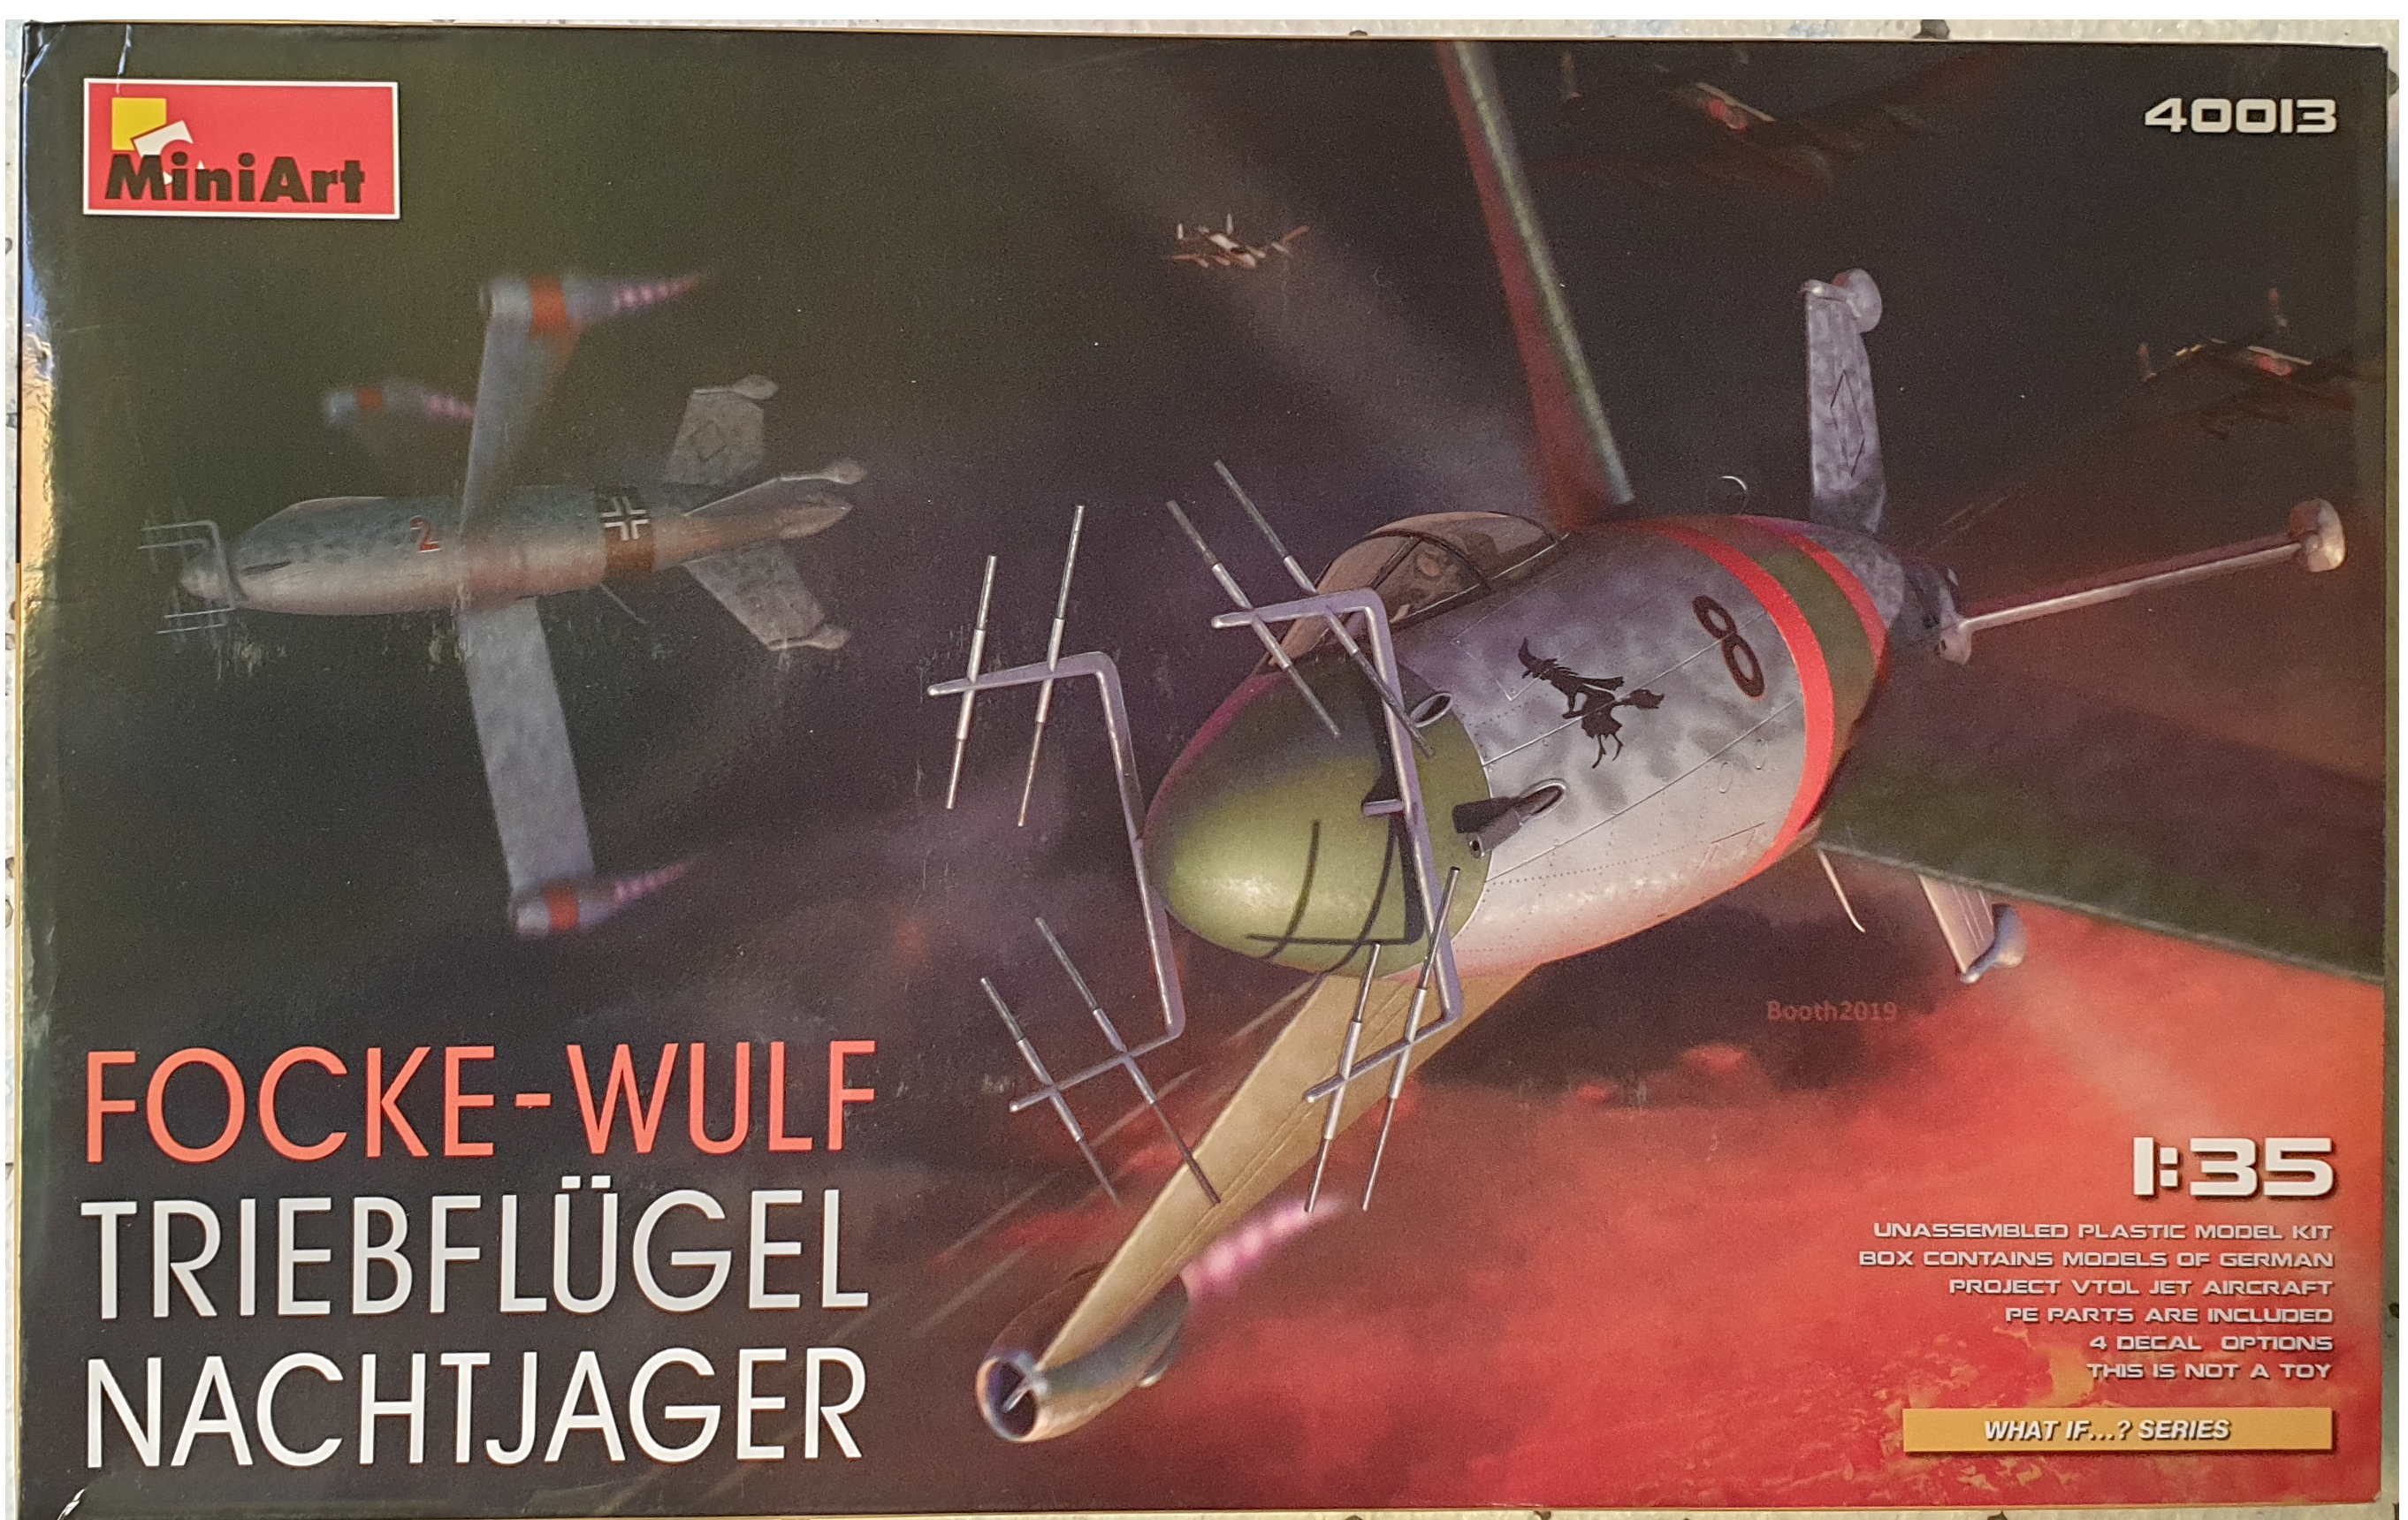 MiniArt
40013
2
8
Booth2019
FOCKE-WULF
TRIEBFLÜGEL
NACHTJAGER
1:35
UNASSEMBLED PLASTIC MODEL KIT
BOX CONTAINS MODELS OF GERMAN
PROJECT VTOL JET AIRCRAFT
PE PARTS ARE INCLUDED
4 DECAL OPTIONS
THIS IS NOT A TOY
WHAT IF...? SERIES